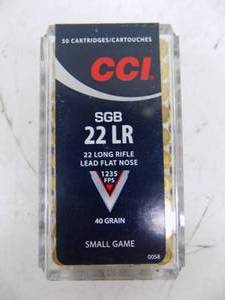 50 CARTRIDGES/CARTOUCHES
CCI
SGB
22 LR
22 LONG RIFLE
LEAD FLAT NOSE
1235
FPS
40 GRAIN
SMALL GAME
0058